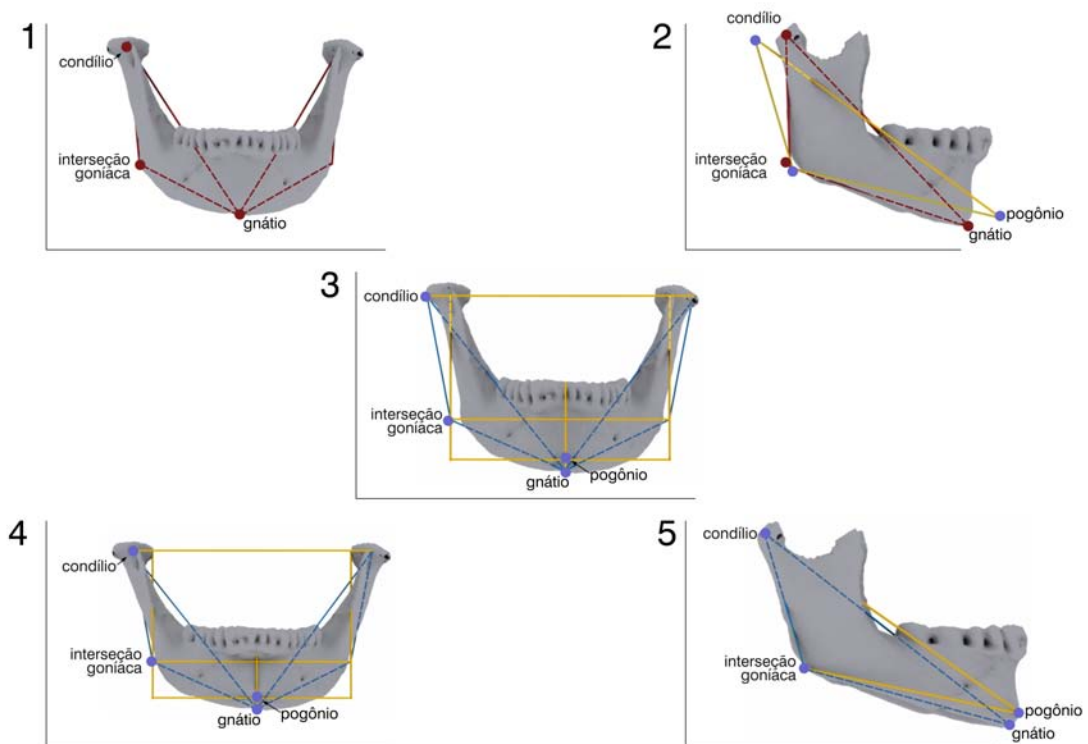 1
condílio
interseção
goníaca
gnátio
2
condílio
interseção
goníaca
pogônio
gnátio
3
condílio
interseção
goníaca
gnátio
pogônio
4
condílio
interseção
goníaca
gnátio
pogônio
5
condílio
interseção
goníaca
pogônio
gnátio